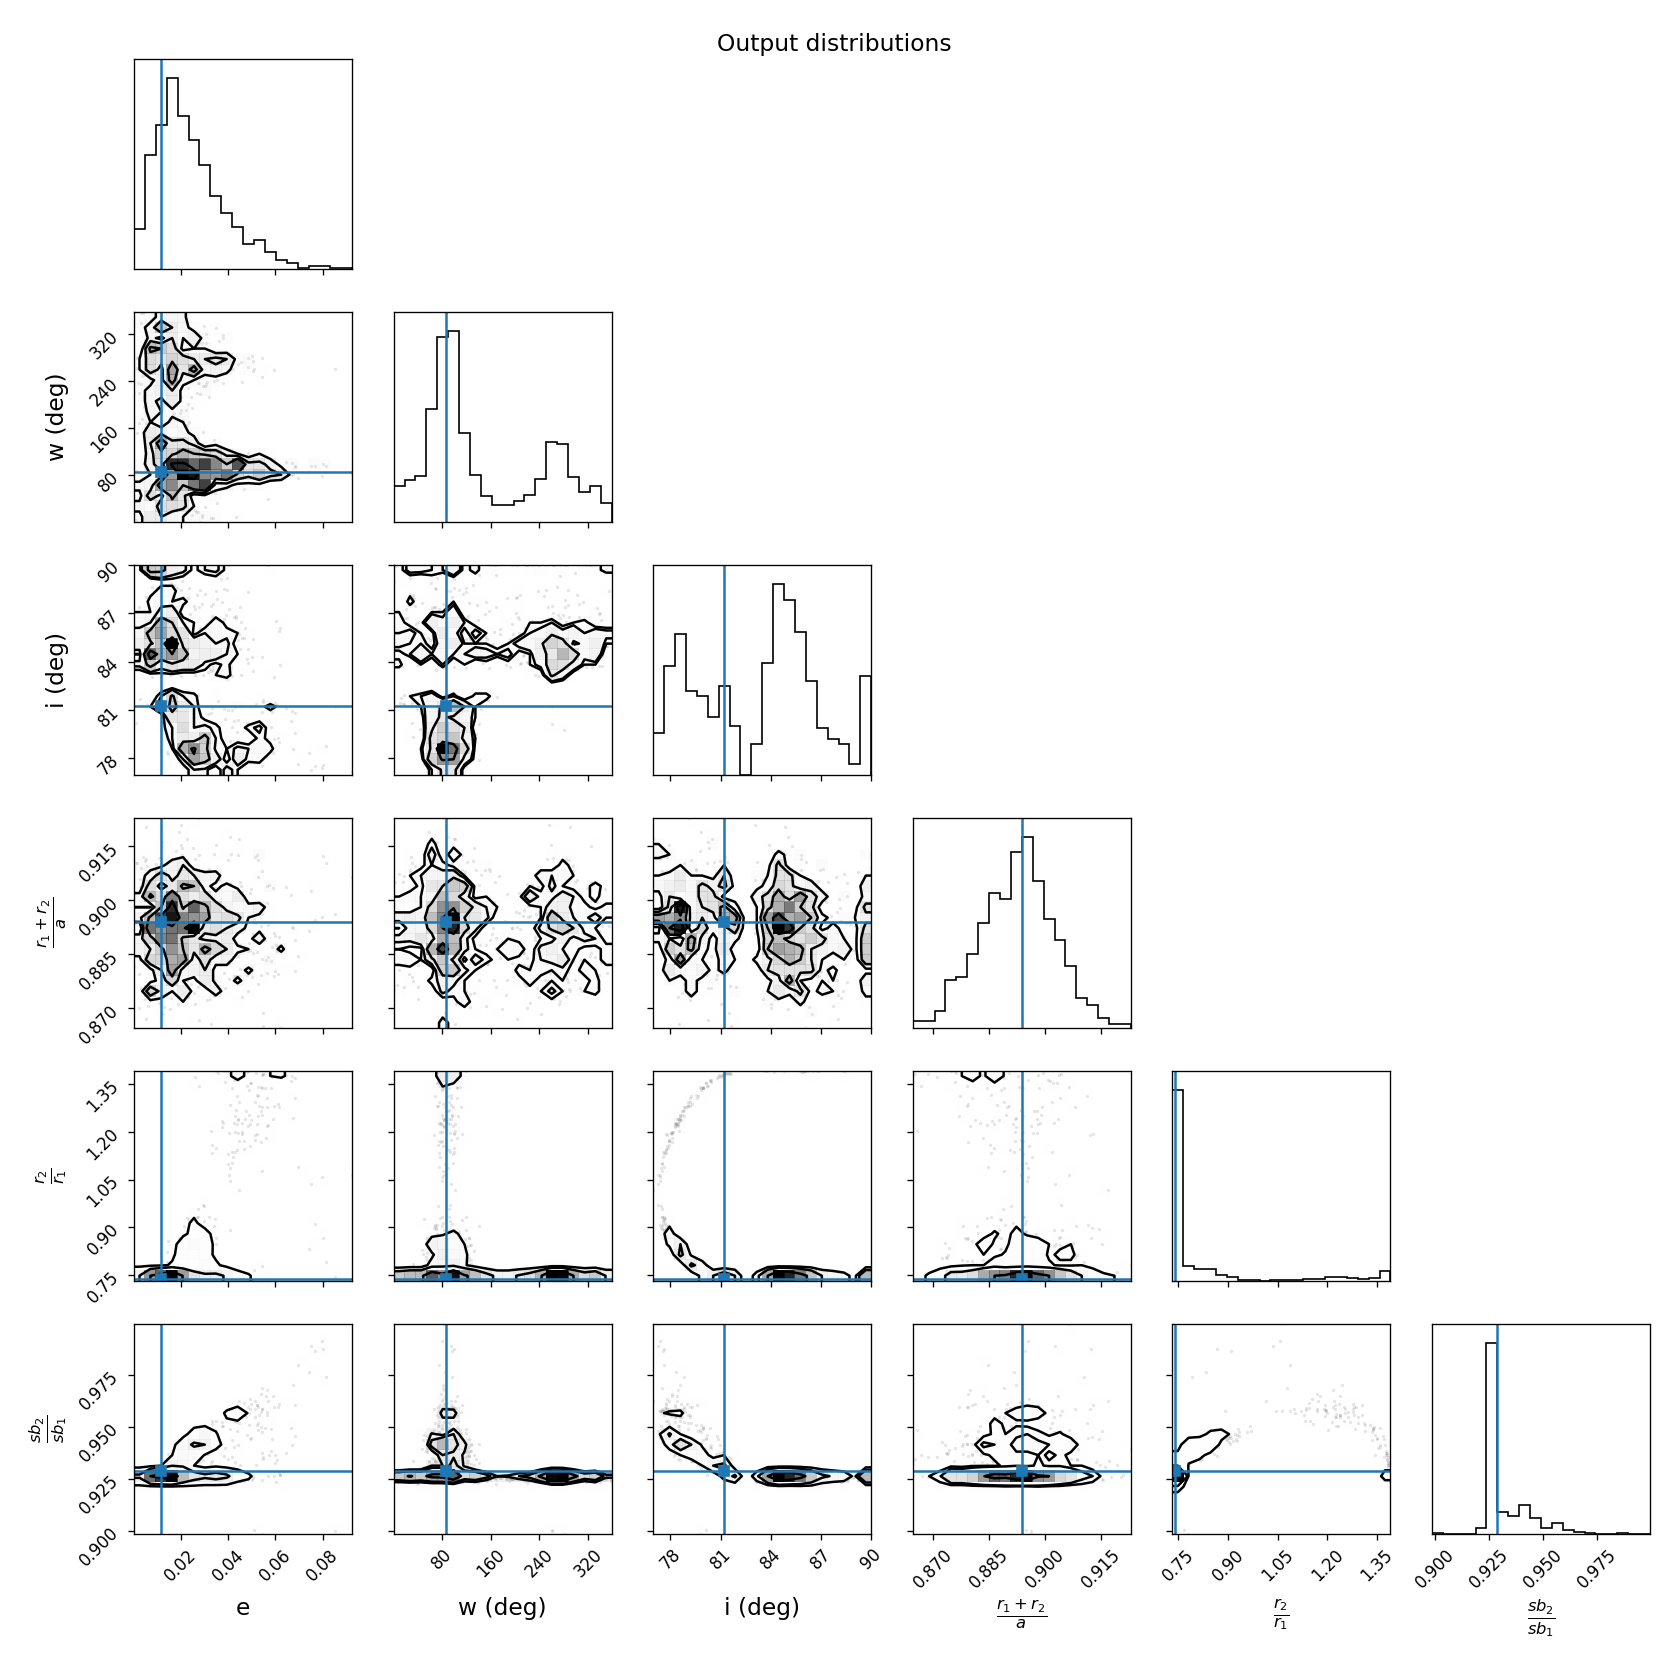 Output distributions
w (deg)
320
240
160
80
i (deg)
90
87
84
81
78
r₁ + r₂
a
0.915
0.900
0.885
0.870
r₂
r₁
1.35
1.20
1.05
0.90
0.75
sb₂
sb₁
0.975
0.950
0.925
0.900
0.02 0.04 0.06 0.08 80 160 240 320 78 81 84 87 90 0.870 0.885 0.900 0.915 0.75 0.90 1.05 1.20 1.35 0.900 0.925 0.950 0.975
e w (deg) i (deg) r₁ + r₂ r₂ sb₂
a r₁ sb₁